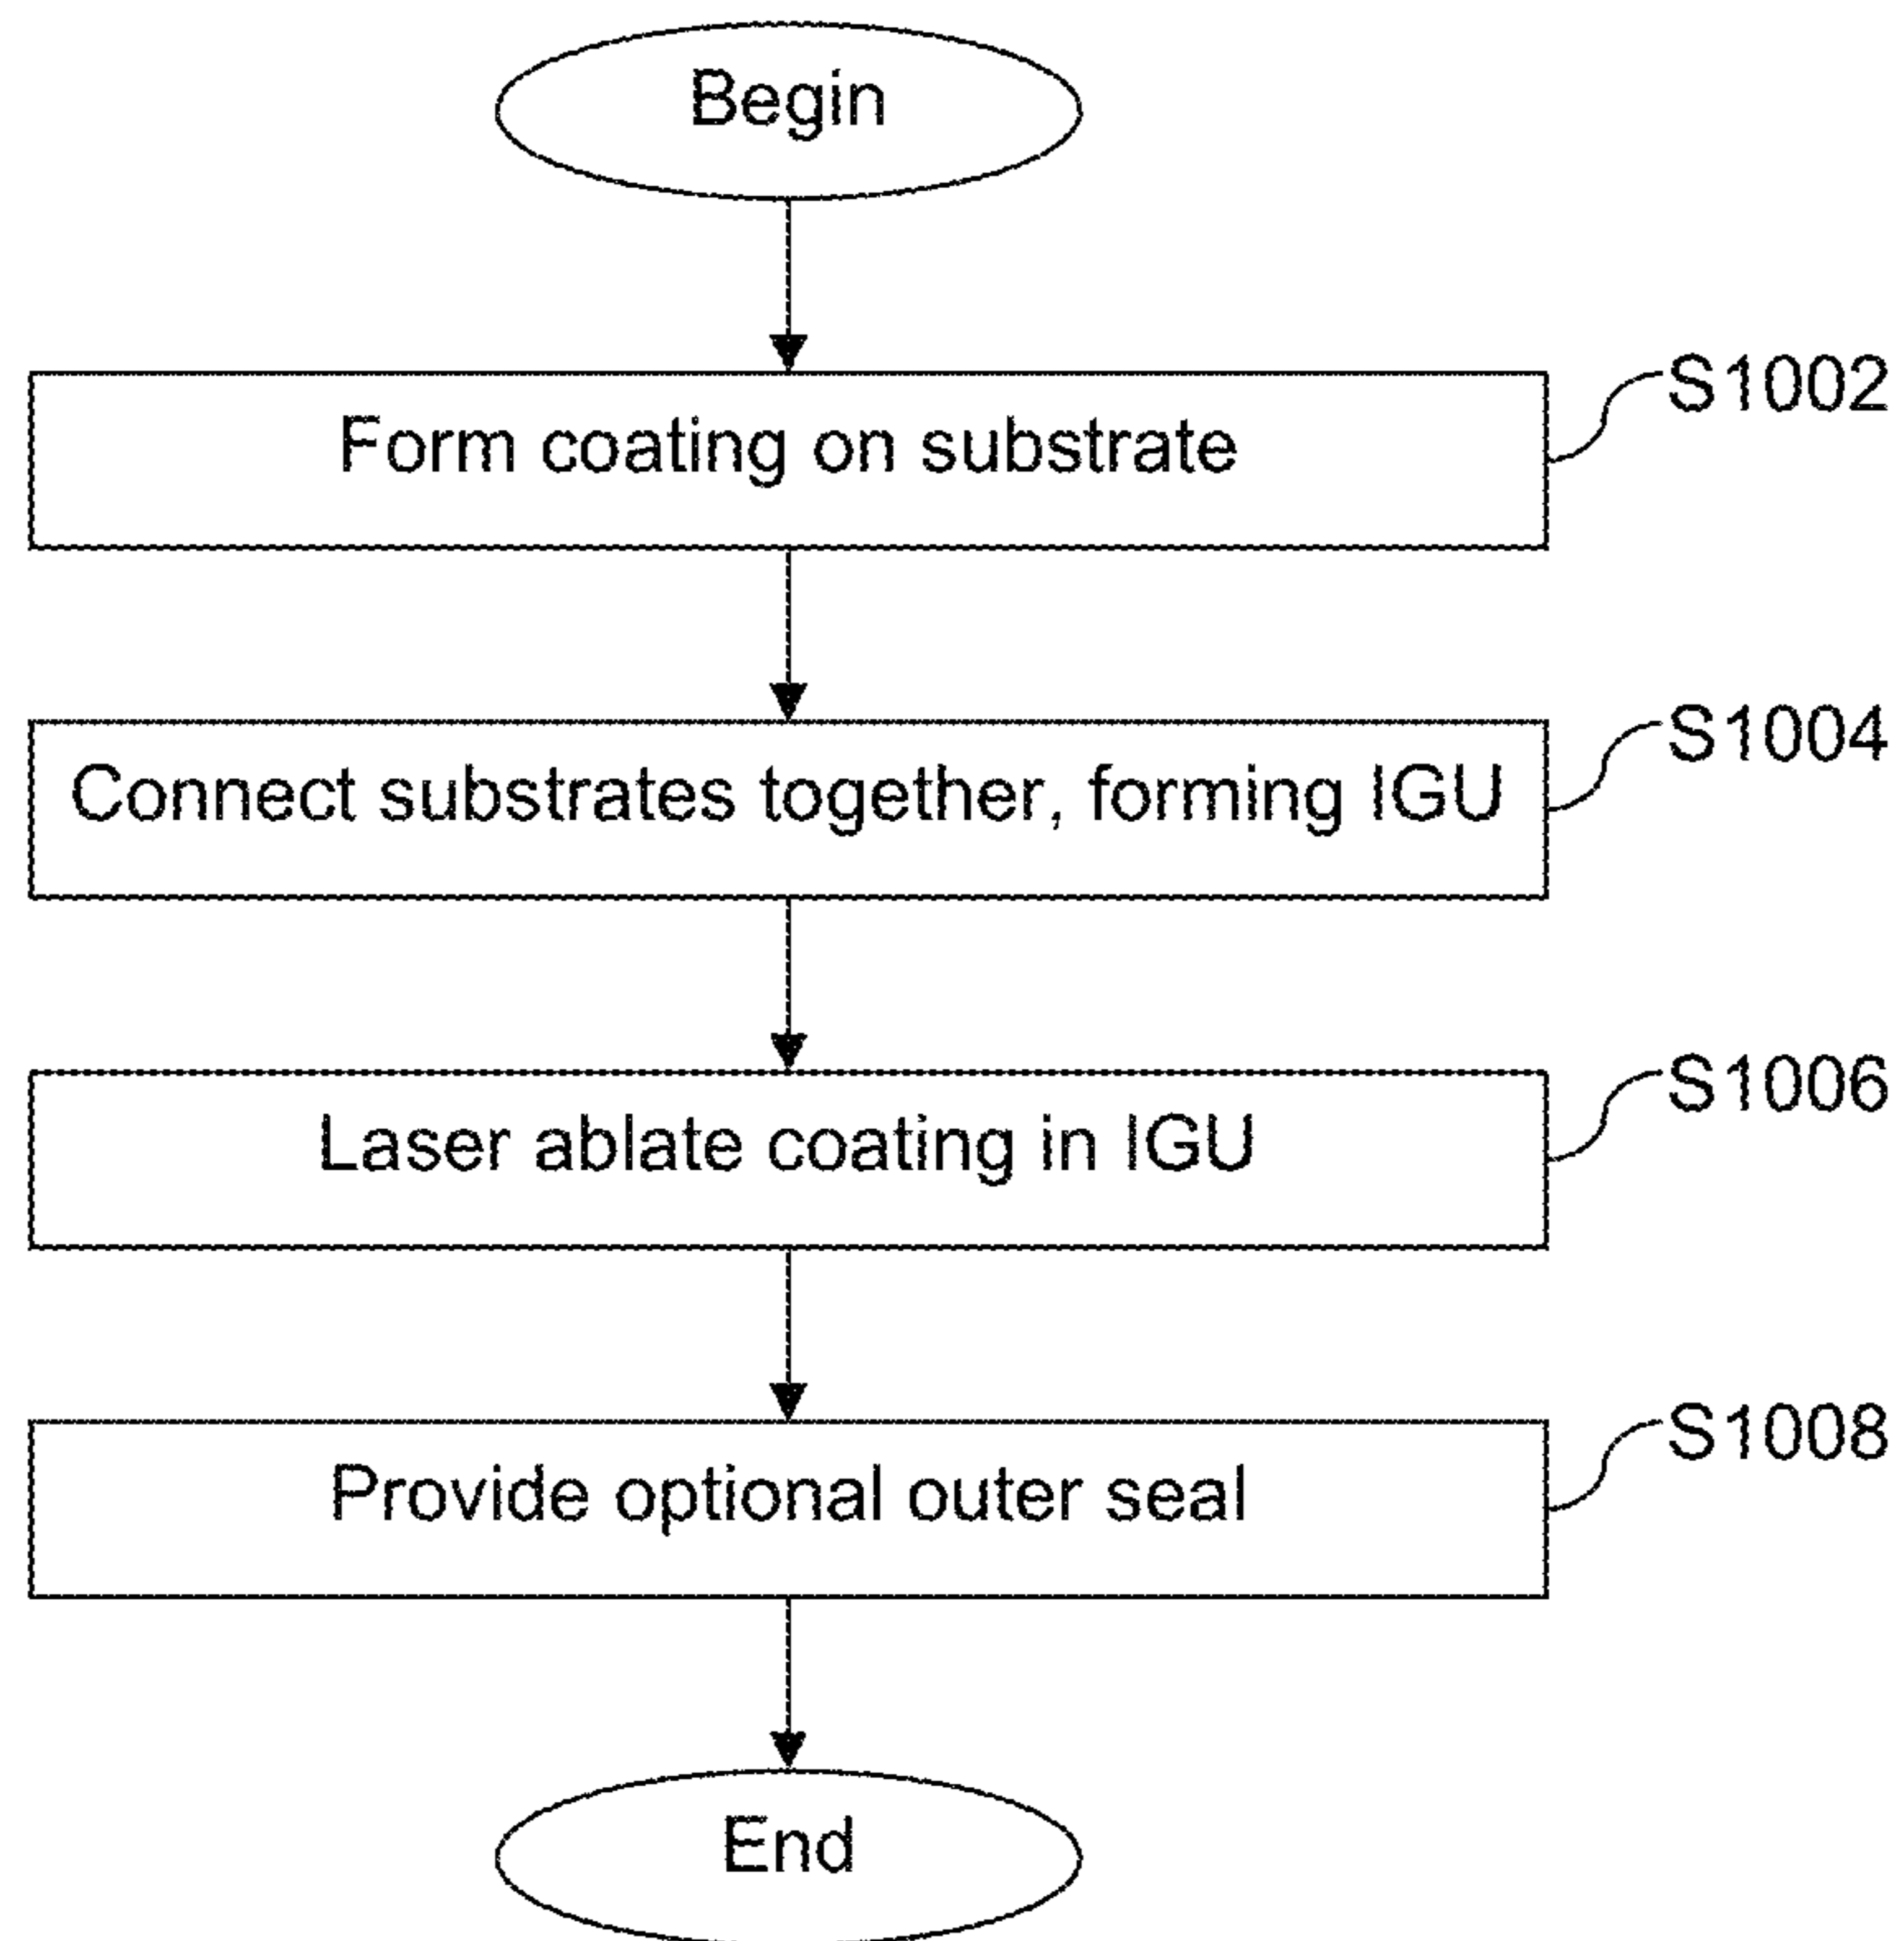 Begin
Form coating on substrate
S1002
Connect substrates together, forming IGU
S1004
Laser ablate coating in IGU
S1006
Provide optional outer seal
S1008
End